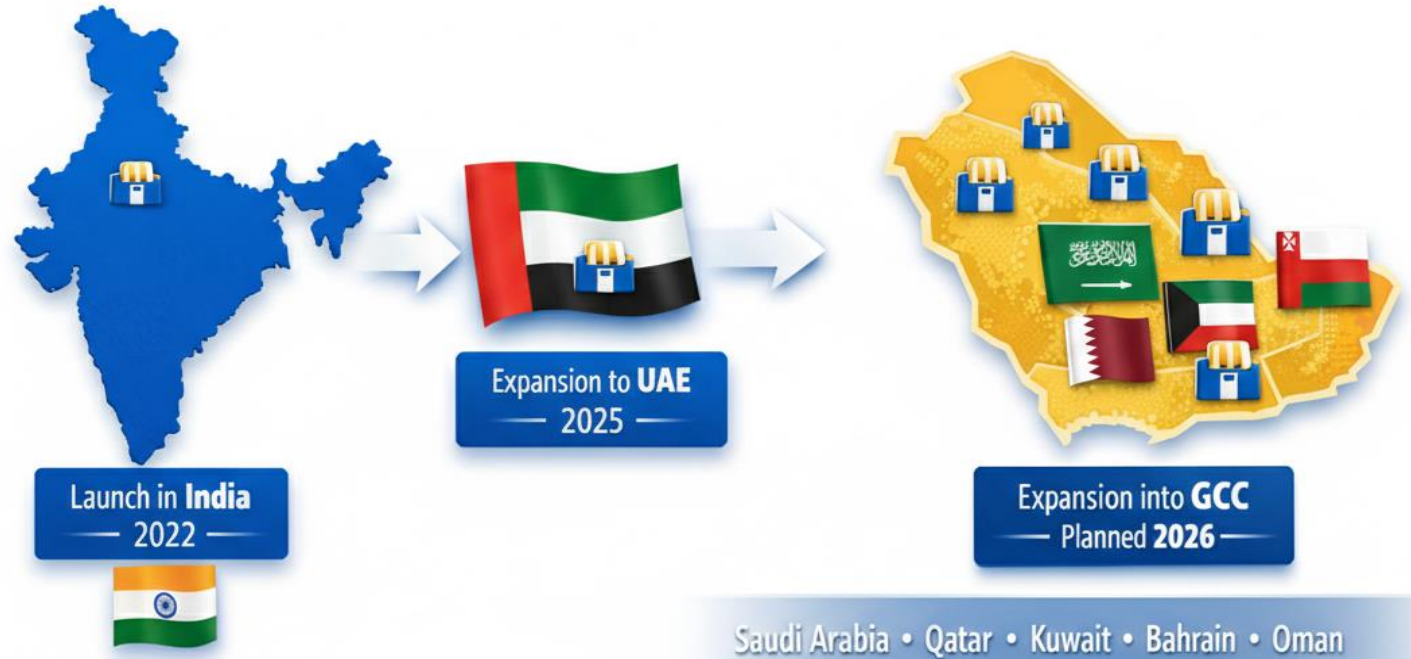 Launch in India
2022
Expansion to UAE
2025
Expansion into GCC
Planned 2026
Saudi Arabia • Qatar • Kuwait • Bahrain • Oman